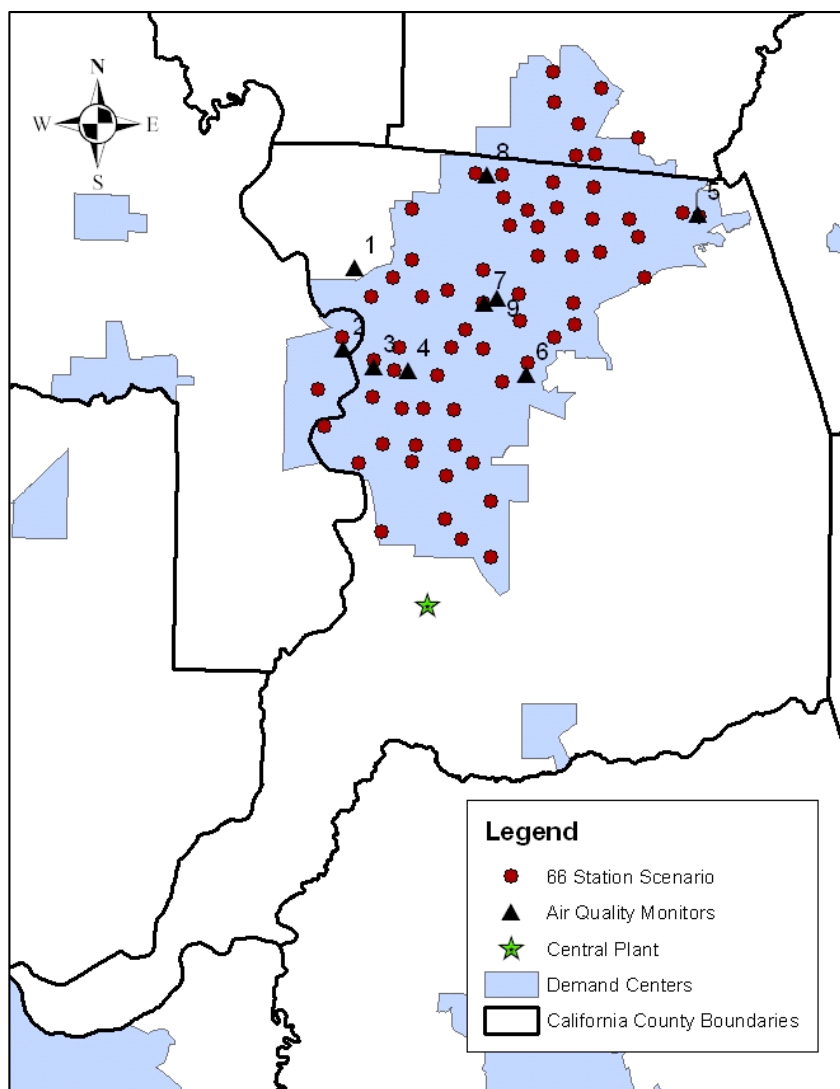 N
W E
S
8
5
1
7
9
2
3
4
6
Legend
66 Station Scenario
Air Quality Monitors
Central Plant
Demand Centers
California County Boundaries